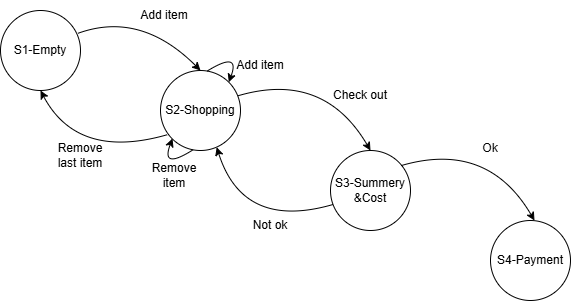 Add item
S1-Empty
Add item
S2-Shopping
Check out
Remove
last item
Remove
item
Ok
S3-Summery
&Cost
Not ok
S4-Payment